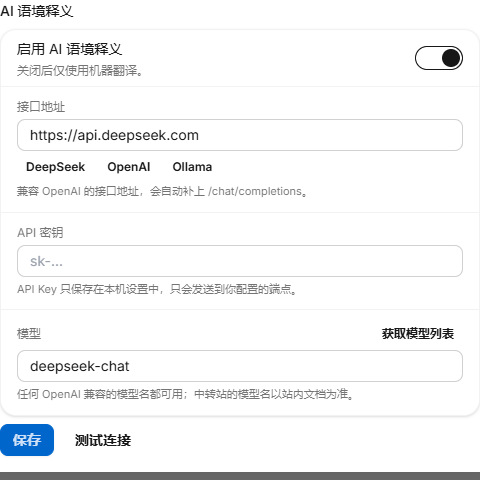 AI 语境释义
启用 AI 语境释义
关闭后仅使用机器翻译。
接口地址
https://api.deepseek.com
DeepSeek OpenAI Ollama
兼容 OpenAI 的接口地址，会自动补上 /chat/completions。
API 密钥
sk-...
API Key 只保存在本机设置中，只会发送到你配置的端点。
模型 获取模型列表
deepseek-chat
任何 OpenAI 兼容的模型名都可用；中转站的模型名以站内文档为准。
保存 测试连接